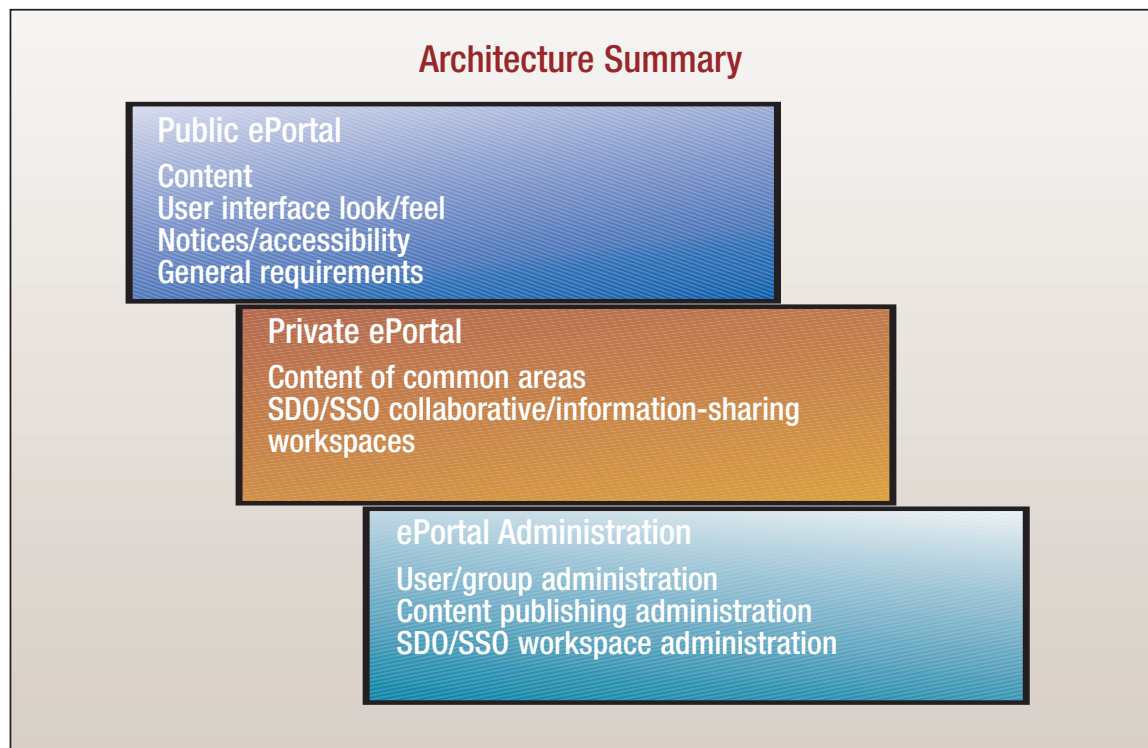 Architecture Summary
Public ePortal
Content
User interface look/feel
Notices/accessibility
General requirements
Private ePortal
Content of common areas
SDO/SSO collaborative/information-sharing
workspaces
ePortal Administration
User/group administration
Content publishing administration
SDO/SSO workspace administration